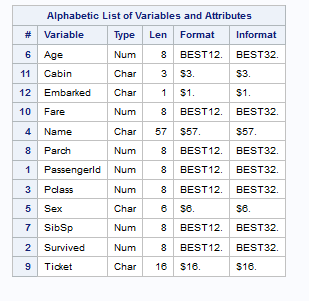 Alphabetic List of Variables and Attributes
# Variable Type Len Format Informat
6 Age Num 8 BEST12. BEST32.
11 Cabin Char 3 $3. $3.
12 Embarked Char 1 $1. $1.
10 Fare Num 8 BEST12. BEST32.
4 Name Char 57 $57. $57.
8 Parch Num 8 BEST12. BEST32.
1 PassengerId Num 8 BEST12. BEST32.
3 Pclass Num 8 BEST12. BEST32.
5 Sex Char 6 $6. $6.
7 SibSp Num 8 BEST12. BEST32.
2 Survived Num 8 BEST12. BEST32.
9 Ticket Char 16 $16. $16.